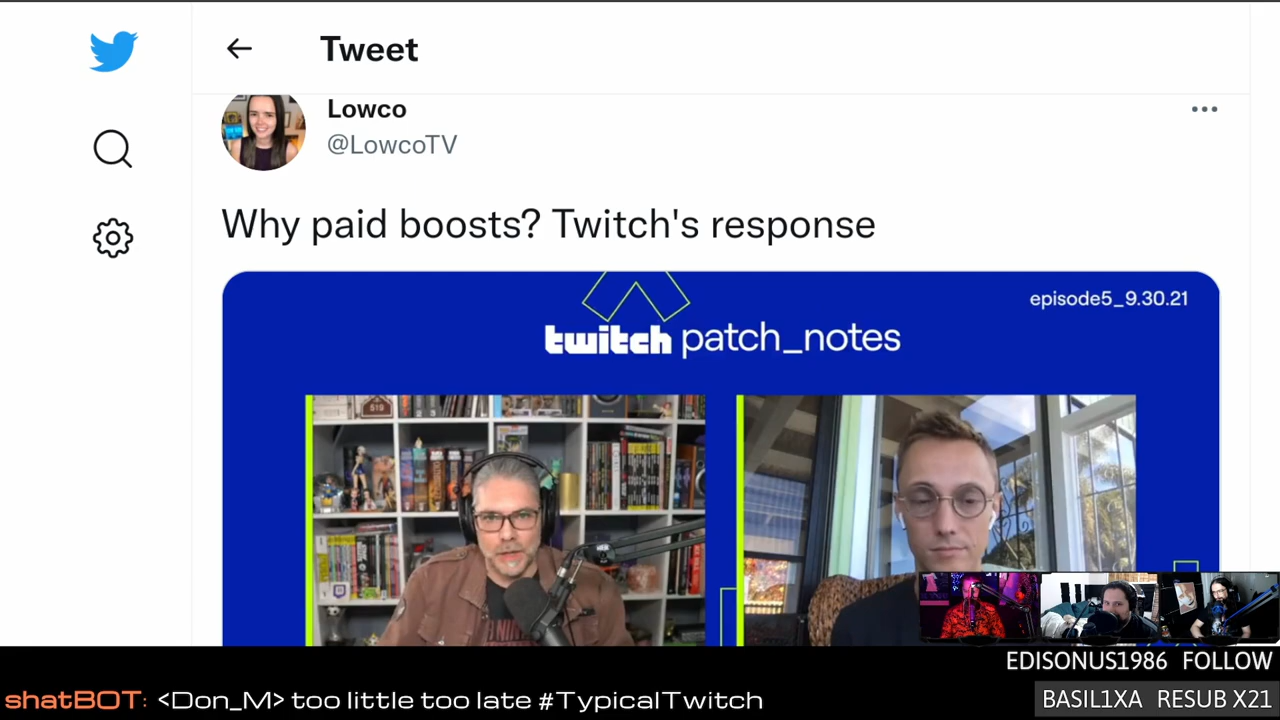 Tweet
Lowco
@LowcoTV
Why paid boosts? Twitch's response
episode5_9.30.21
twitch patch_notes
519
EDISONUS1986 FOLLOW
shatBOT: <Don_M> too little too late #TypicalTwitch
BASIL1XA RESUB X21